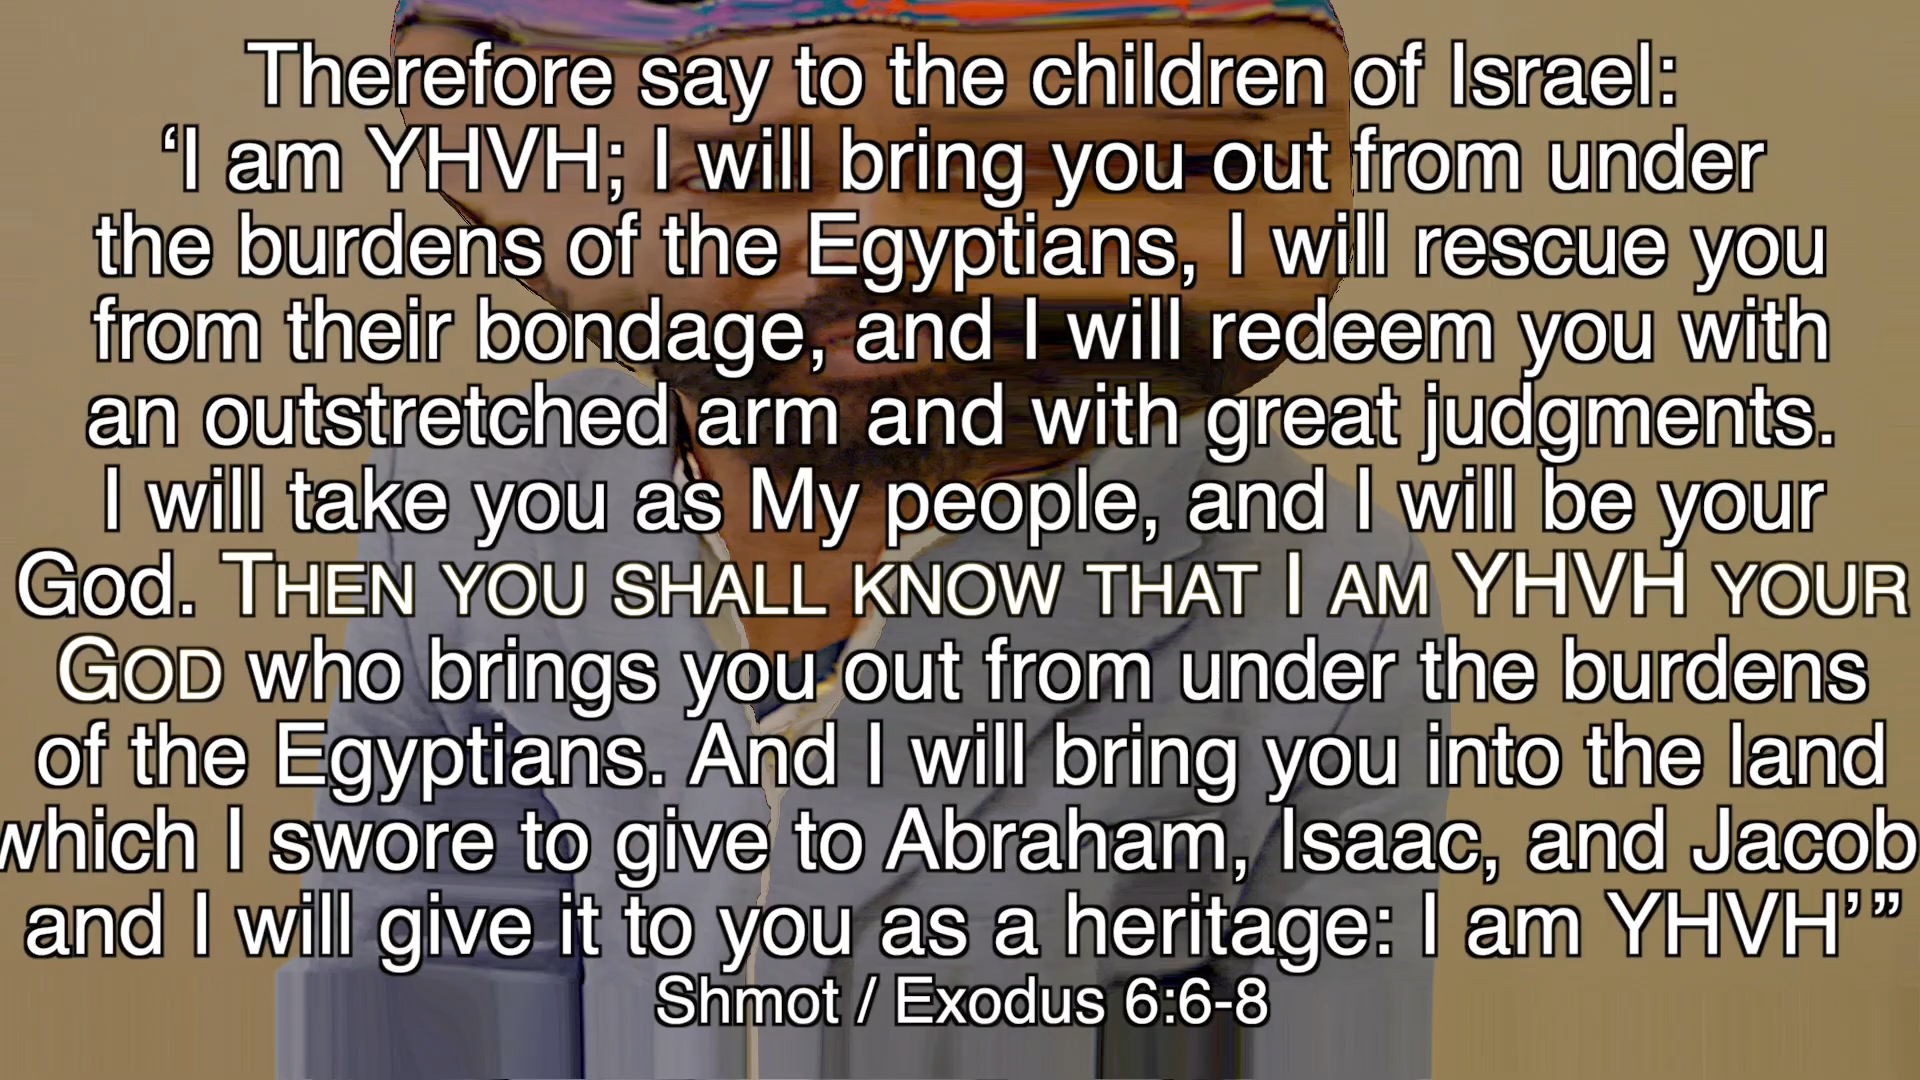 Therefore say to the children of Israel:
‘I am YHVH; I will bring you out from under
the burdens of the Egyptians, I will rescue you
from their bondage, and I will redeem you with
an outstretched arm and with great judgments.
I will take you as My people, and I will be your
God. THEN YOU SHALL KNOW THAT I AM YHVH YOUR
GOD who brings you out from under the burdens
of the Egyptians. And I will bring you into the land
which I swore to give to Abraham, Isaac, and Jacob
and I will give it to you as a heritage: I am YHVH’”
Shmot / Exodus 6:6-8